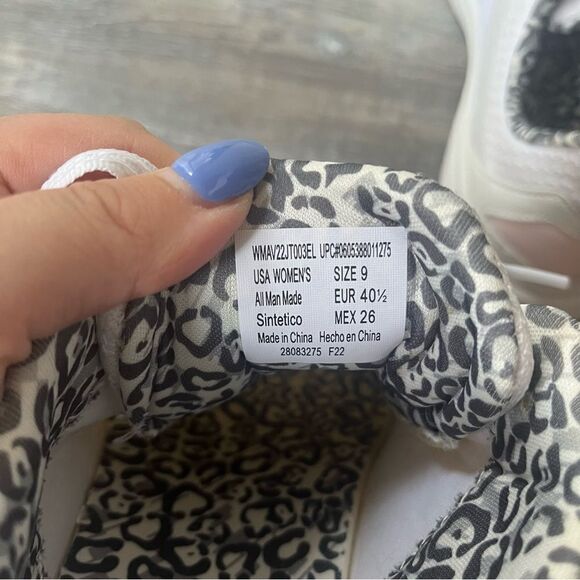 WMAV22JT003EL UPC#0605388011275
USA WOMEN'S SIZE 9
All Man Made EUR 40½
Sintetico MEX 26
Made in China Hecho en China
28083275 F22